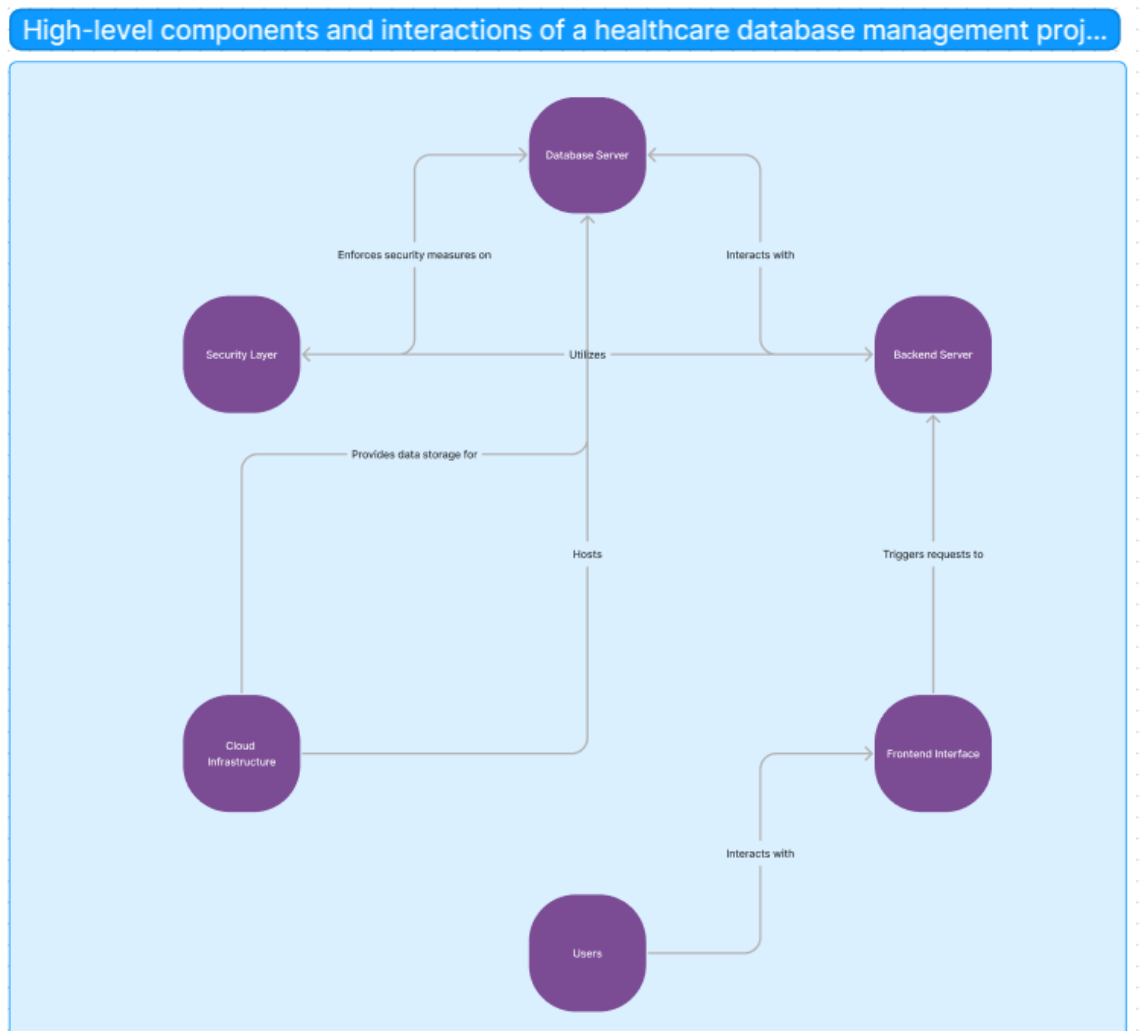 High-level components and interactions of a healthcare database management proj...
Database Server
Enforces security measures on
Interacts with
Security Layer
Utilizes
Backend Server
Provides data storage for
Hosts
Triggers requests to
Cloud
Infrastructure
Frontend Interface
Interacts with
Users